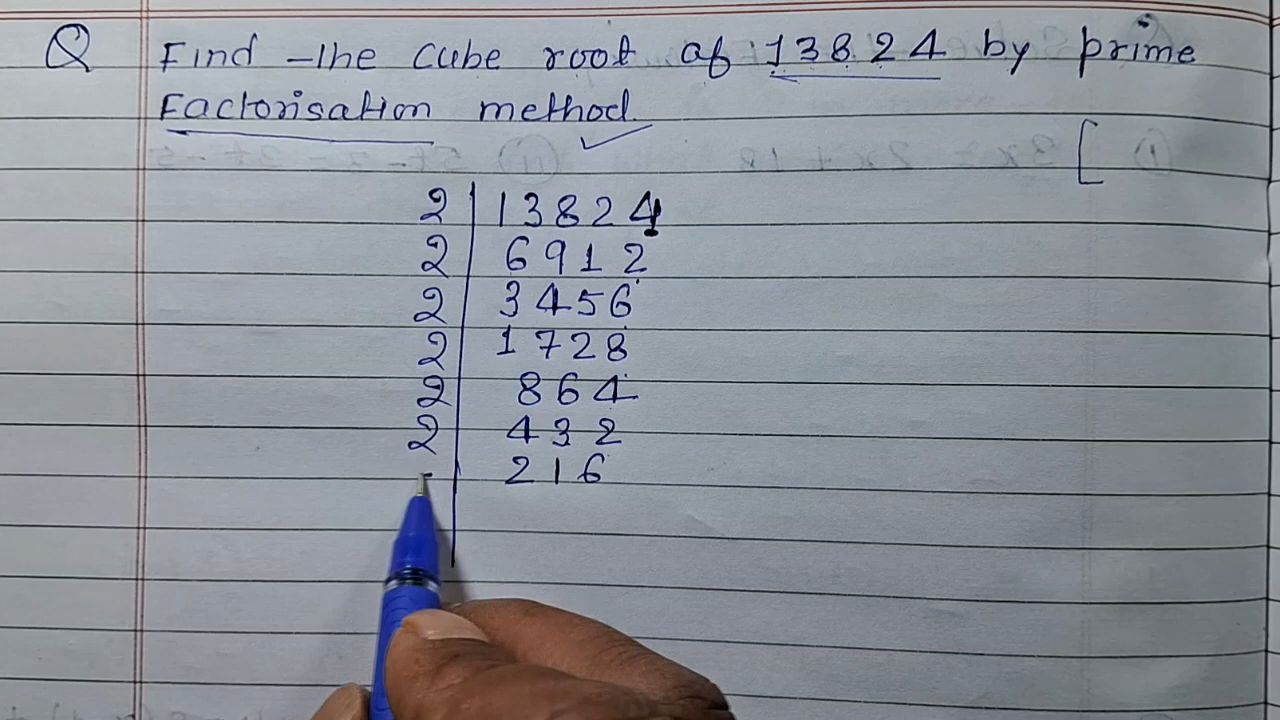 Q Find the cube root of 13824 by prime
Factorisation method.
2 | 13824
2 | 6912
2 | 3456
2 | 1728
2 | 864
2 | 432
216